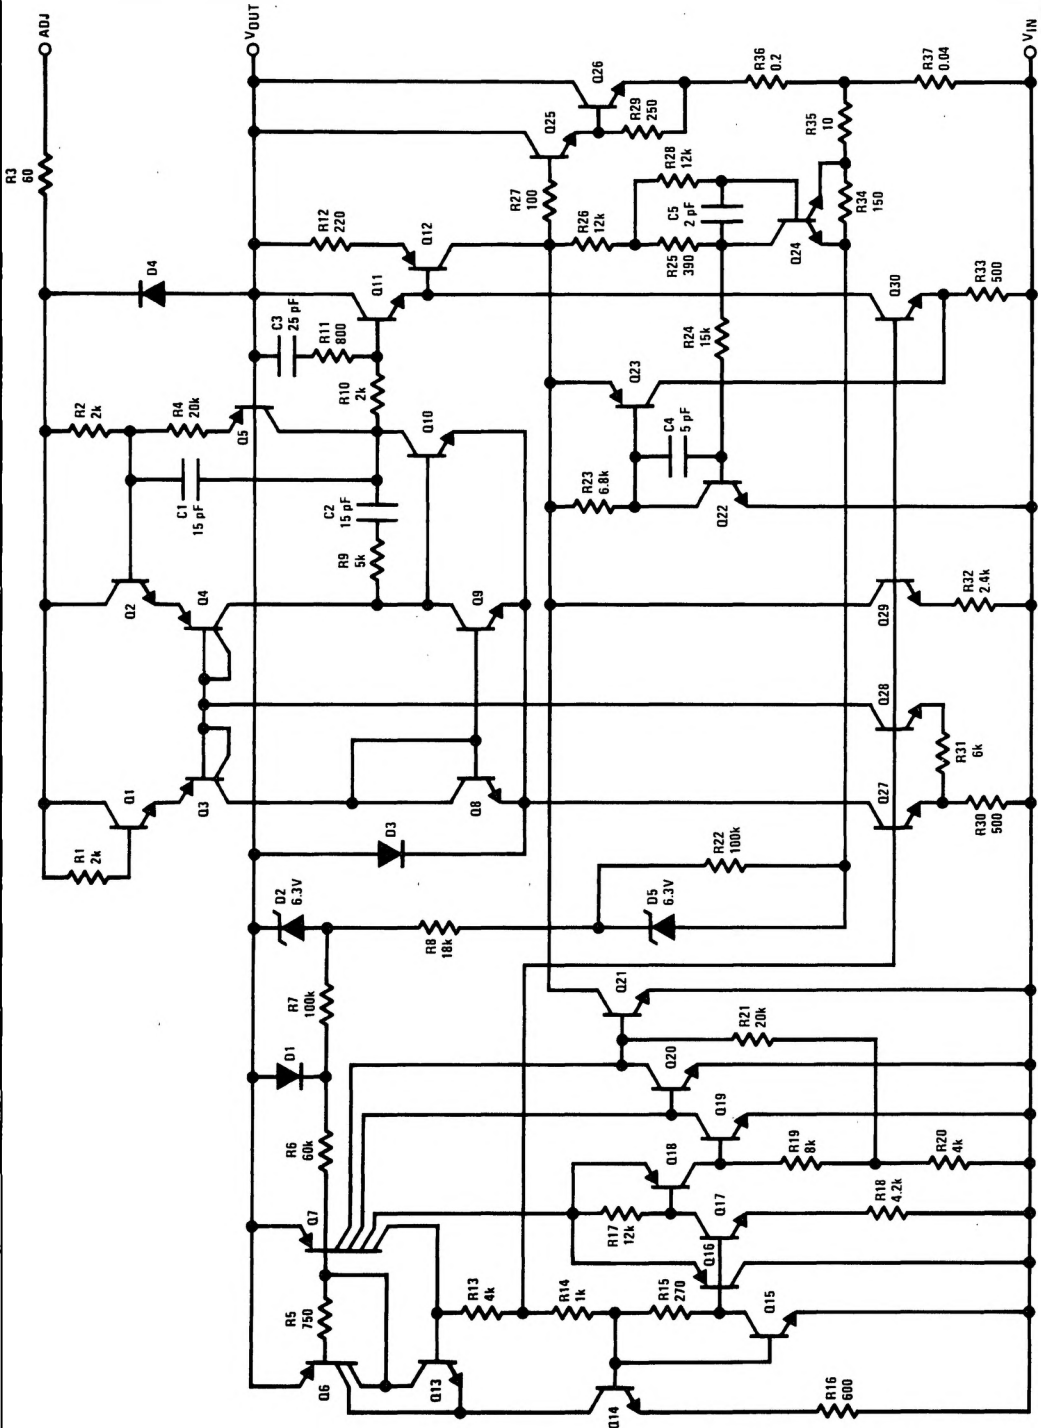 R3
60
ADJ
VOUT
VIN
R2
2k
R4
20k
D4
R12
220
Q12
C3
25 pF
R11
800
Q11
Q5
R10
2k
Q10
C1
15 pF
C2
15 pF
R9
5k
Q2
Q4
Q9
Q1
Q3
Q8
R1
2k
D3
D2
6.3V
R8
18k
R7
100k
D1
R6
60k
Q7
R5
750
Q6
Q13
R13
4k
R14
1k
R15
270
Q14
Q15
R16
600
Q16
Q17
R17
12k
Q18
R18
4.2k
Q19
Q20
R19
8k
R20
4k
R21
20k
Q21
D5
6.3V
R22
100k
Q27
R30
500
R31
6k
Q28
Q29
R32
2.4k
Q30
R33
500
R23
6.8k
C4
5 pF
Q22
Q23
R24
15k
R25
390
R26
12k
R27
100
R28
12k
C5
2 pF
Q24
Q25
Q26
R29
250
R34
150
R35
10
R36
0.2
R37
0.04